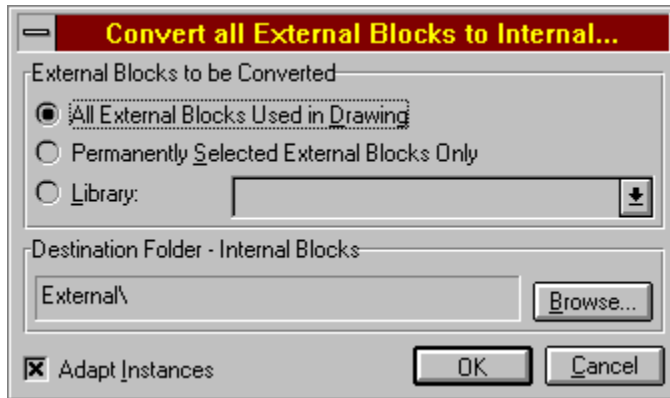 Convert all External Blocks to Internal...
External Blocks to be Converted
All External Blocks Used in Drawing
Permanently Selected External Blocks Only
Library:
Destination Folder - Internal Blocks
External\
Browse...
Adapt Instances
OK
Cancel